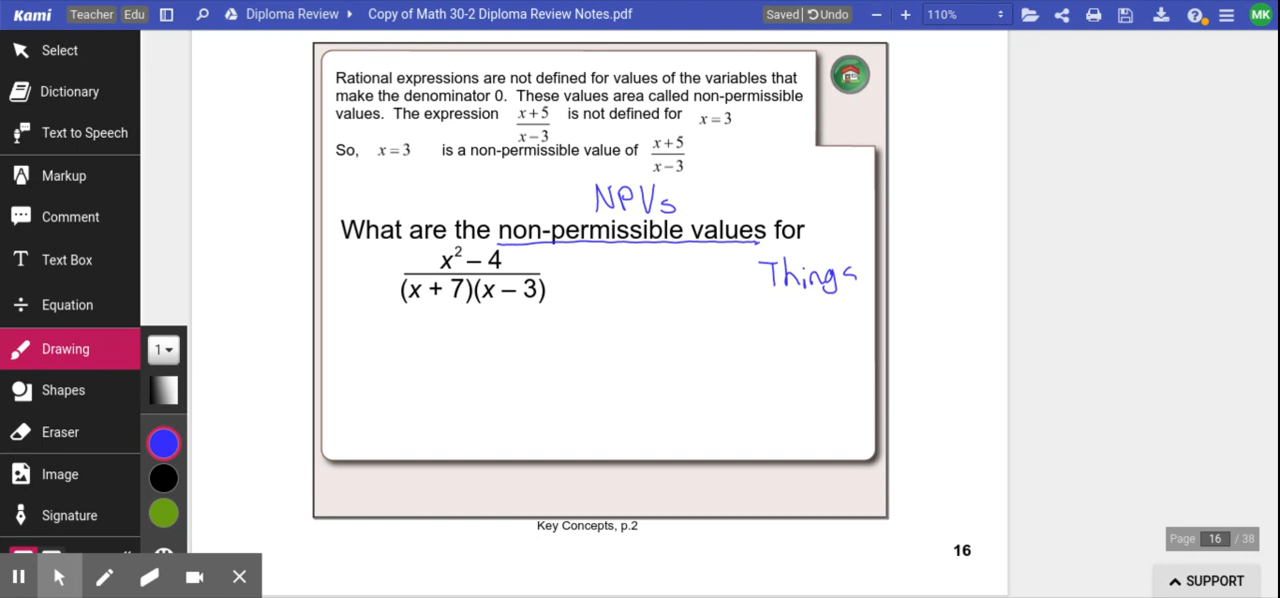 Kami Teacher Edu Diploma Review Copy of Math 30-2 Diploma Review Notes.pdf Saved Undo − + 110% MK
Select
Dictionary
Text to Speech
Markup
Comment
Text Box
Equation
Drawing 1
Shapes
Eraser
Image
Signature
Rational expressions are not defined for values of the variables that
make the denominator 0. These values area called non-permissible
values. The expression (x+5)/(x−3) is not defined for x=3
So, x=3 is a non-permissible value of (x+5)/(x−3)
NPVs
What are the non-permissible values for
x² – 4
(x + 7)(x – 3)
Things
Key Concepts, p.2
16
Page 16 / 38
SUPPORT